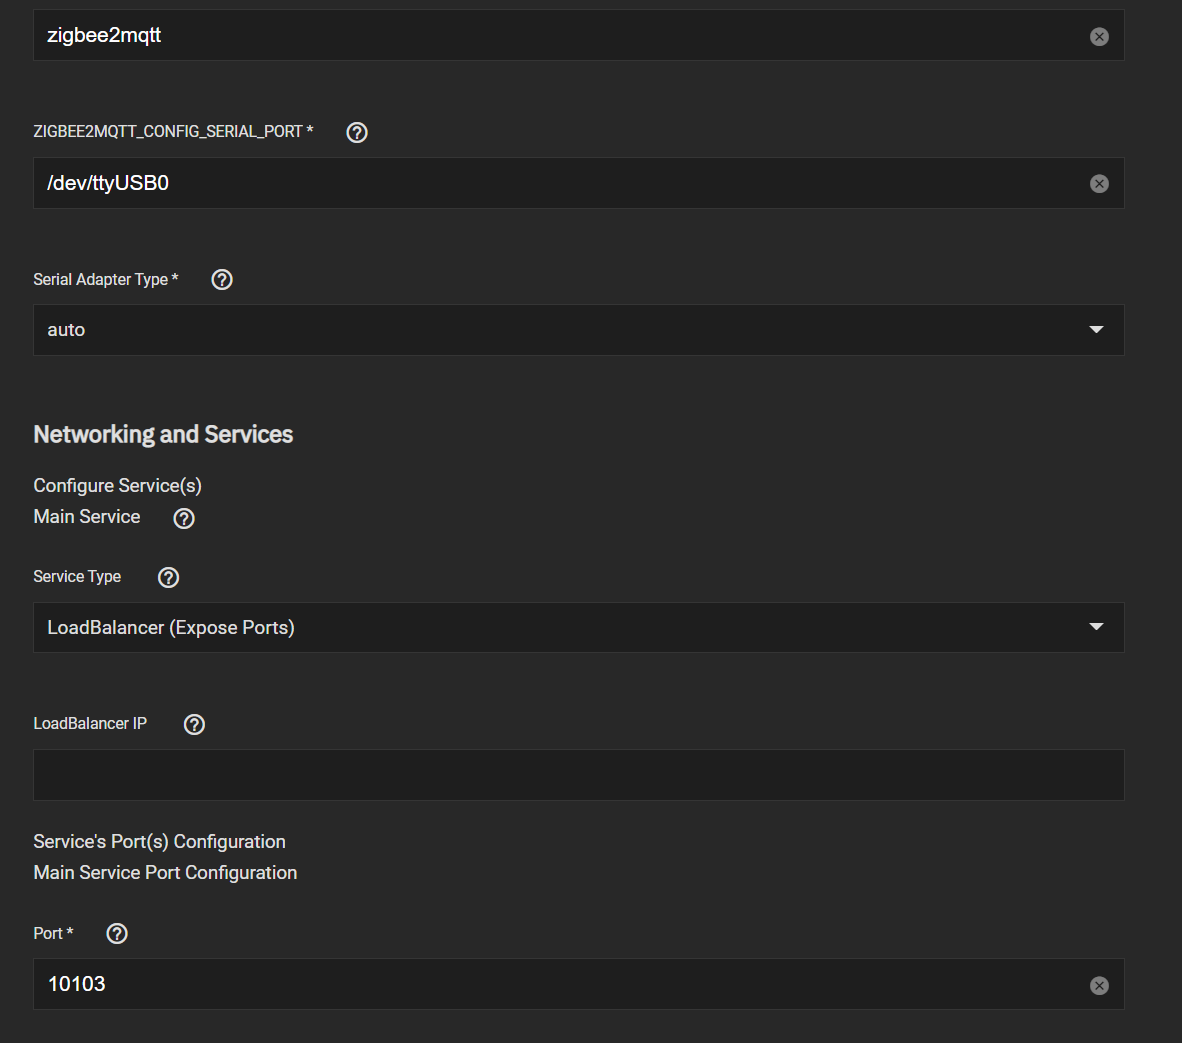 zigbee2mqtt
ZIGBEE2MQTT_CONFIG_SERIAL_PORT *
/dev/ttyUSB0
Serial Adapter Type *
auto
Networking and Services
Configure Service(s)
Main Service
Service Type
LoadBalancer (Expose Ports)
LoadBalancer IP
Service's Port(s) Configuration
Main Service Port Configuration
Port *
10103